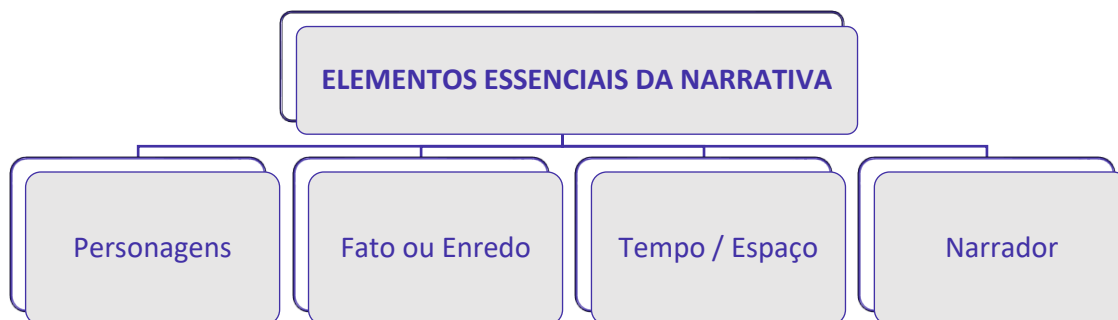 ELEMENTOS ESSENCIAIS DA NARRATIVA
Personagens
Fato ou Enredo
Tempo / Espaço
Narrador